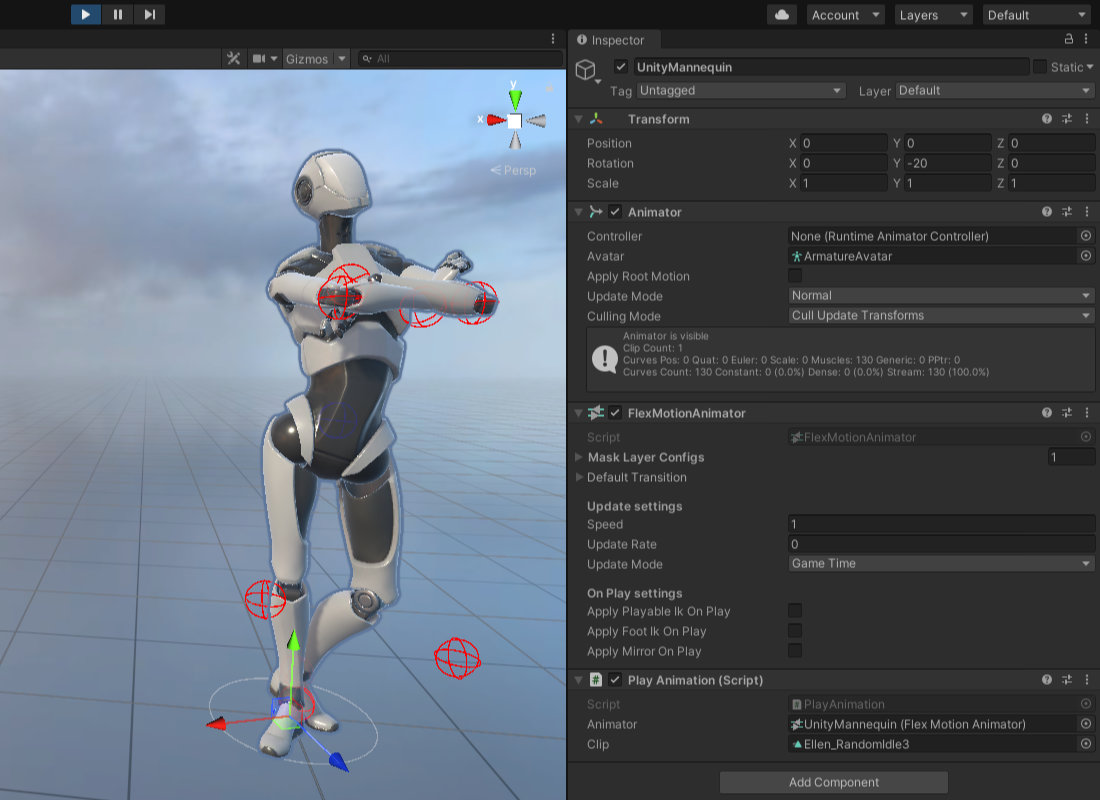 Account
Layers
Default
Gizmos
All
y
x
Persp
Inspector
UnityMannequin
Static
Tag Untagged Layer Default
Transform
Position X 0 Y 0 Z 0
Rotation X 0 Y -20 Z 0
Scale X 1 Y 1 Z 1
Animator
Controller None (Runtime Animator Controller)
Avatar ArmatureAvatar
Apply Root Motion
Update Mode Normal
Culling Mode Cull Update Transforms
Animator is visible
Clip Count: 1
Curves Pos: 0 Quat: 0 Euler: 0 Scale: 0 Muscles: 130 Generic: 0 PPtr: 0
Curves Count: 130 Constant: 0 (0.0%) Dense: 0 (0.0%) Stream: 130 (100.0%)
FlexMotionAnimator
Script FlexMotionAnimator
Mask Layer Configs 1
Default Transition
Update settings
Speed 1
Update Rate 0
Update Mode Game Time
On Play settings
Apply Playable Ik On Play
Apply Foot Ik On Play
Apply Mirror On Play
# Play Animation (Script)
Script PlayAnimation
Animator UnityMannequin (Flex Motion Animator)
Clip Ellen_RandomIdle3
Add Component